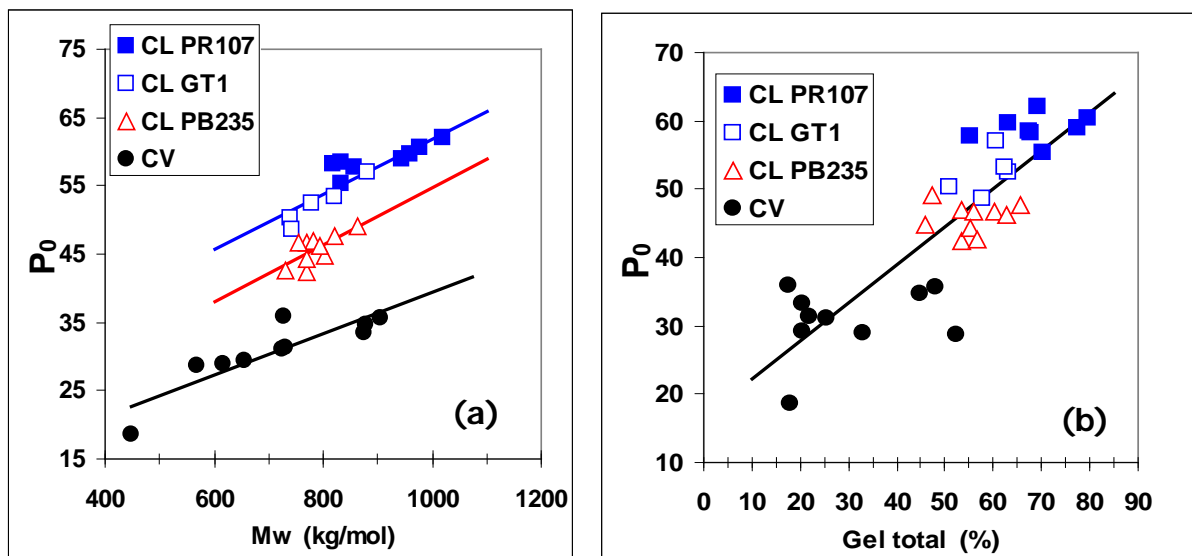 75
65
55
45
35
25
15
P0
CL PR107
CL GT1
CL PB235
CV
(a)
400 600 800 1000 1200
Mw (kg/mol)
70
60
50
40
30
20
10
P0
CL PR107
CL GT1
CL PB235
CV
(b)
0 10 20 30 40 50 60 70 80 90
Gel total (%)